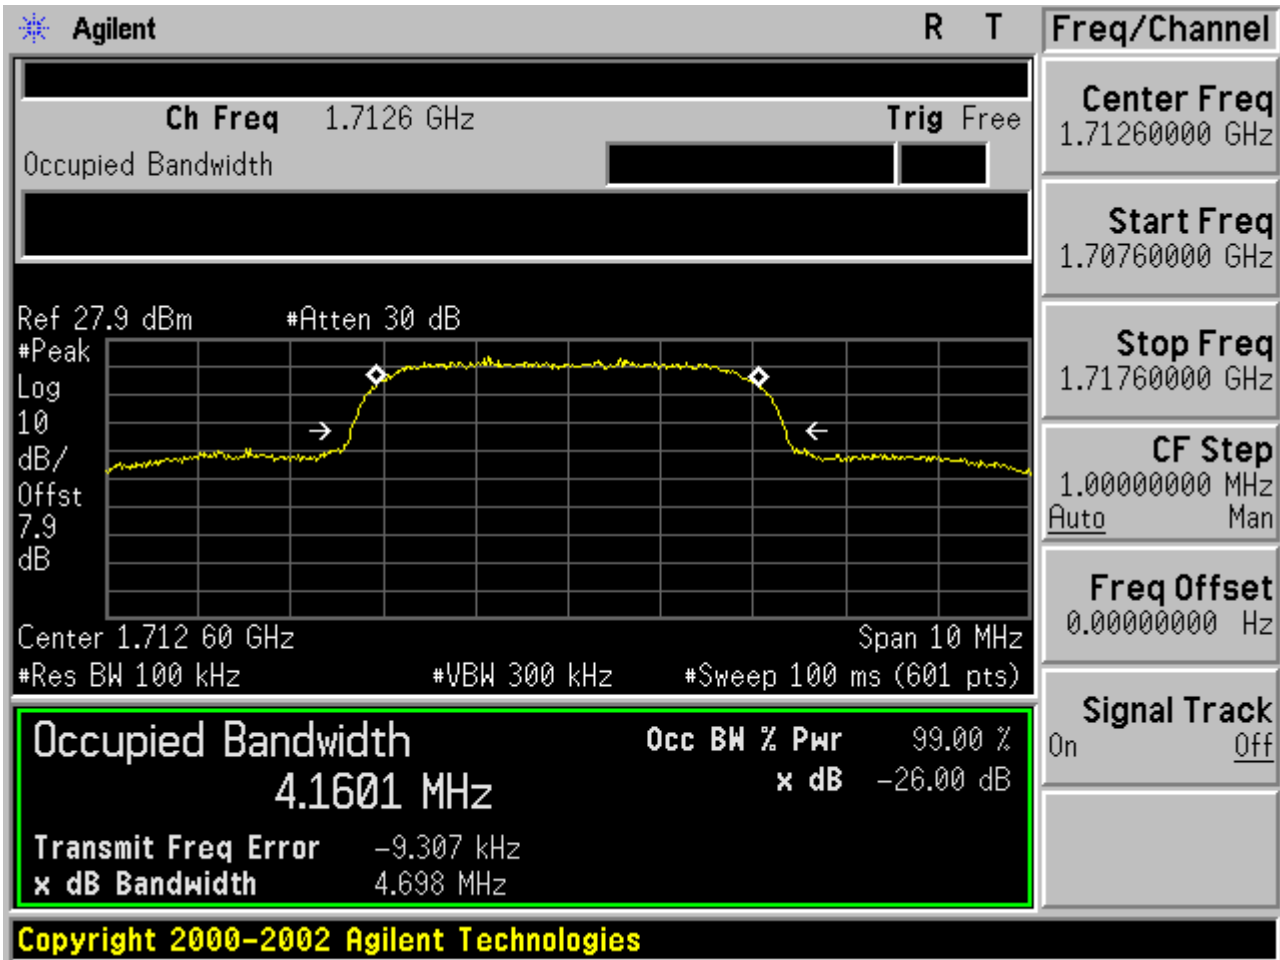 Agilent R T Freq/Channel
Ch Freq 1.7126 GHz Trig Free
Occupied Bandwidth
Center Freq
1.71260000 GHz
Start Freq
1.70760000 GHz
Stop Freq
1.71760000 GHz
CF Step
1.00000000 MHz
Auto Man
Freq Offset
0.00000000 Hz
Signal Track
On Off
Ref 27.9 dBm #Atten 30 dB
#Peak
Log
10
dB/
Offst
7.9
dB
Center 1.712 60 GHz Span 10 MHz
#Res BW 100 kHz #VBW 300 kHz #Sweep 100 ms (601 pts)
Occupied Bandwidth
4.1601 MHz
Occ BW % Pwr 99.00 %
x dB -26.00 dB
Transmit Freq Error -9.307 kHz
x dB Bandwidth 4.698 MHz
Copyright 2000-2002 Agilent Technologies